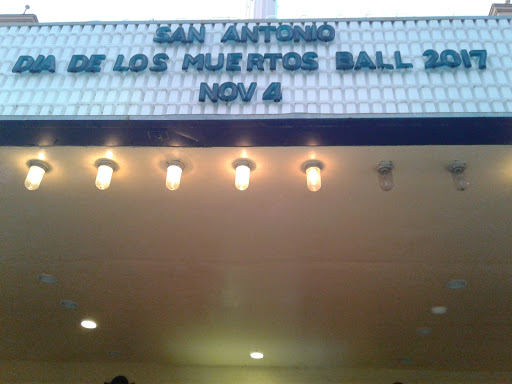 SAN ANTONIO
DIA DE LOS MUERTOS BALL 2017
NOV 4